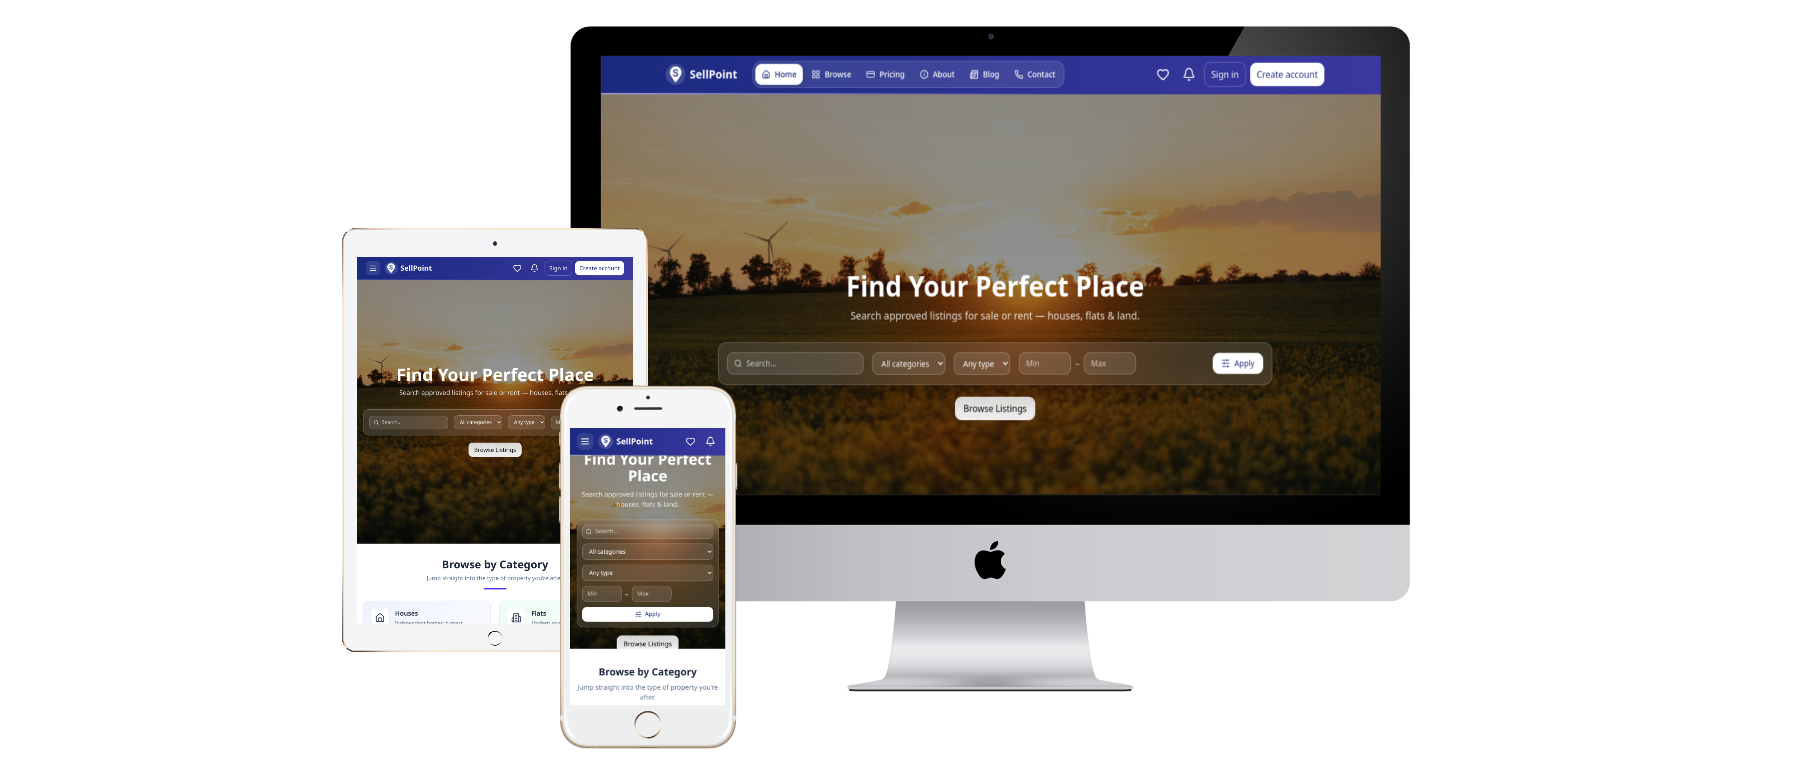 SellPoint
Home
Browse
Pricing
About
Blog
Contact
Sign in
Create account
Find Your Perfect Place
Search approved listings for sale or rent — houses, flats & land.
Search...
All categories
Any type
Min
–
Max
Apply
Browse Listings
SellPoint
Sign in
Create account
Find Your Perfect Place
Search approved listings for sale or rent — houses, flats
Search...
All categories
Any type
Browse Listings
Browse by Category
Jump straight into the type of property you're afte
Houses
Flats
SellPoint
Find Your Perfect
Place
Search approved listings for sale or rent —
houses, flats & land.
Search...
All categories
Any type
Min
–
Max
Apply
Browse Listings
Browse by Category
Jump straight into the type of property you're
after.